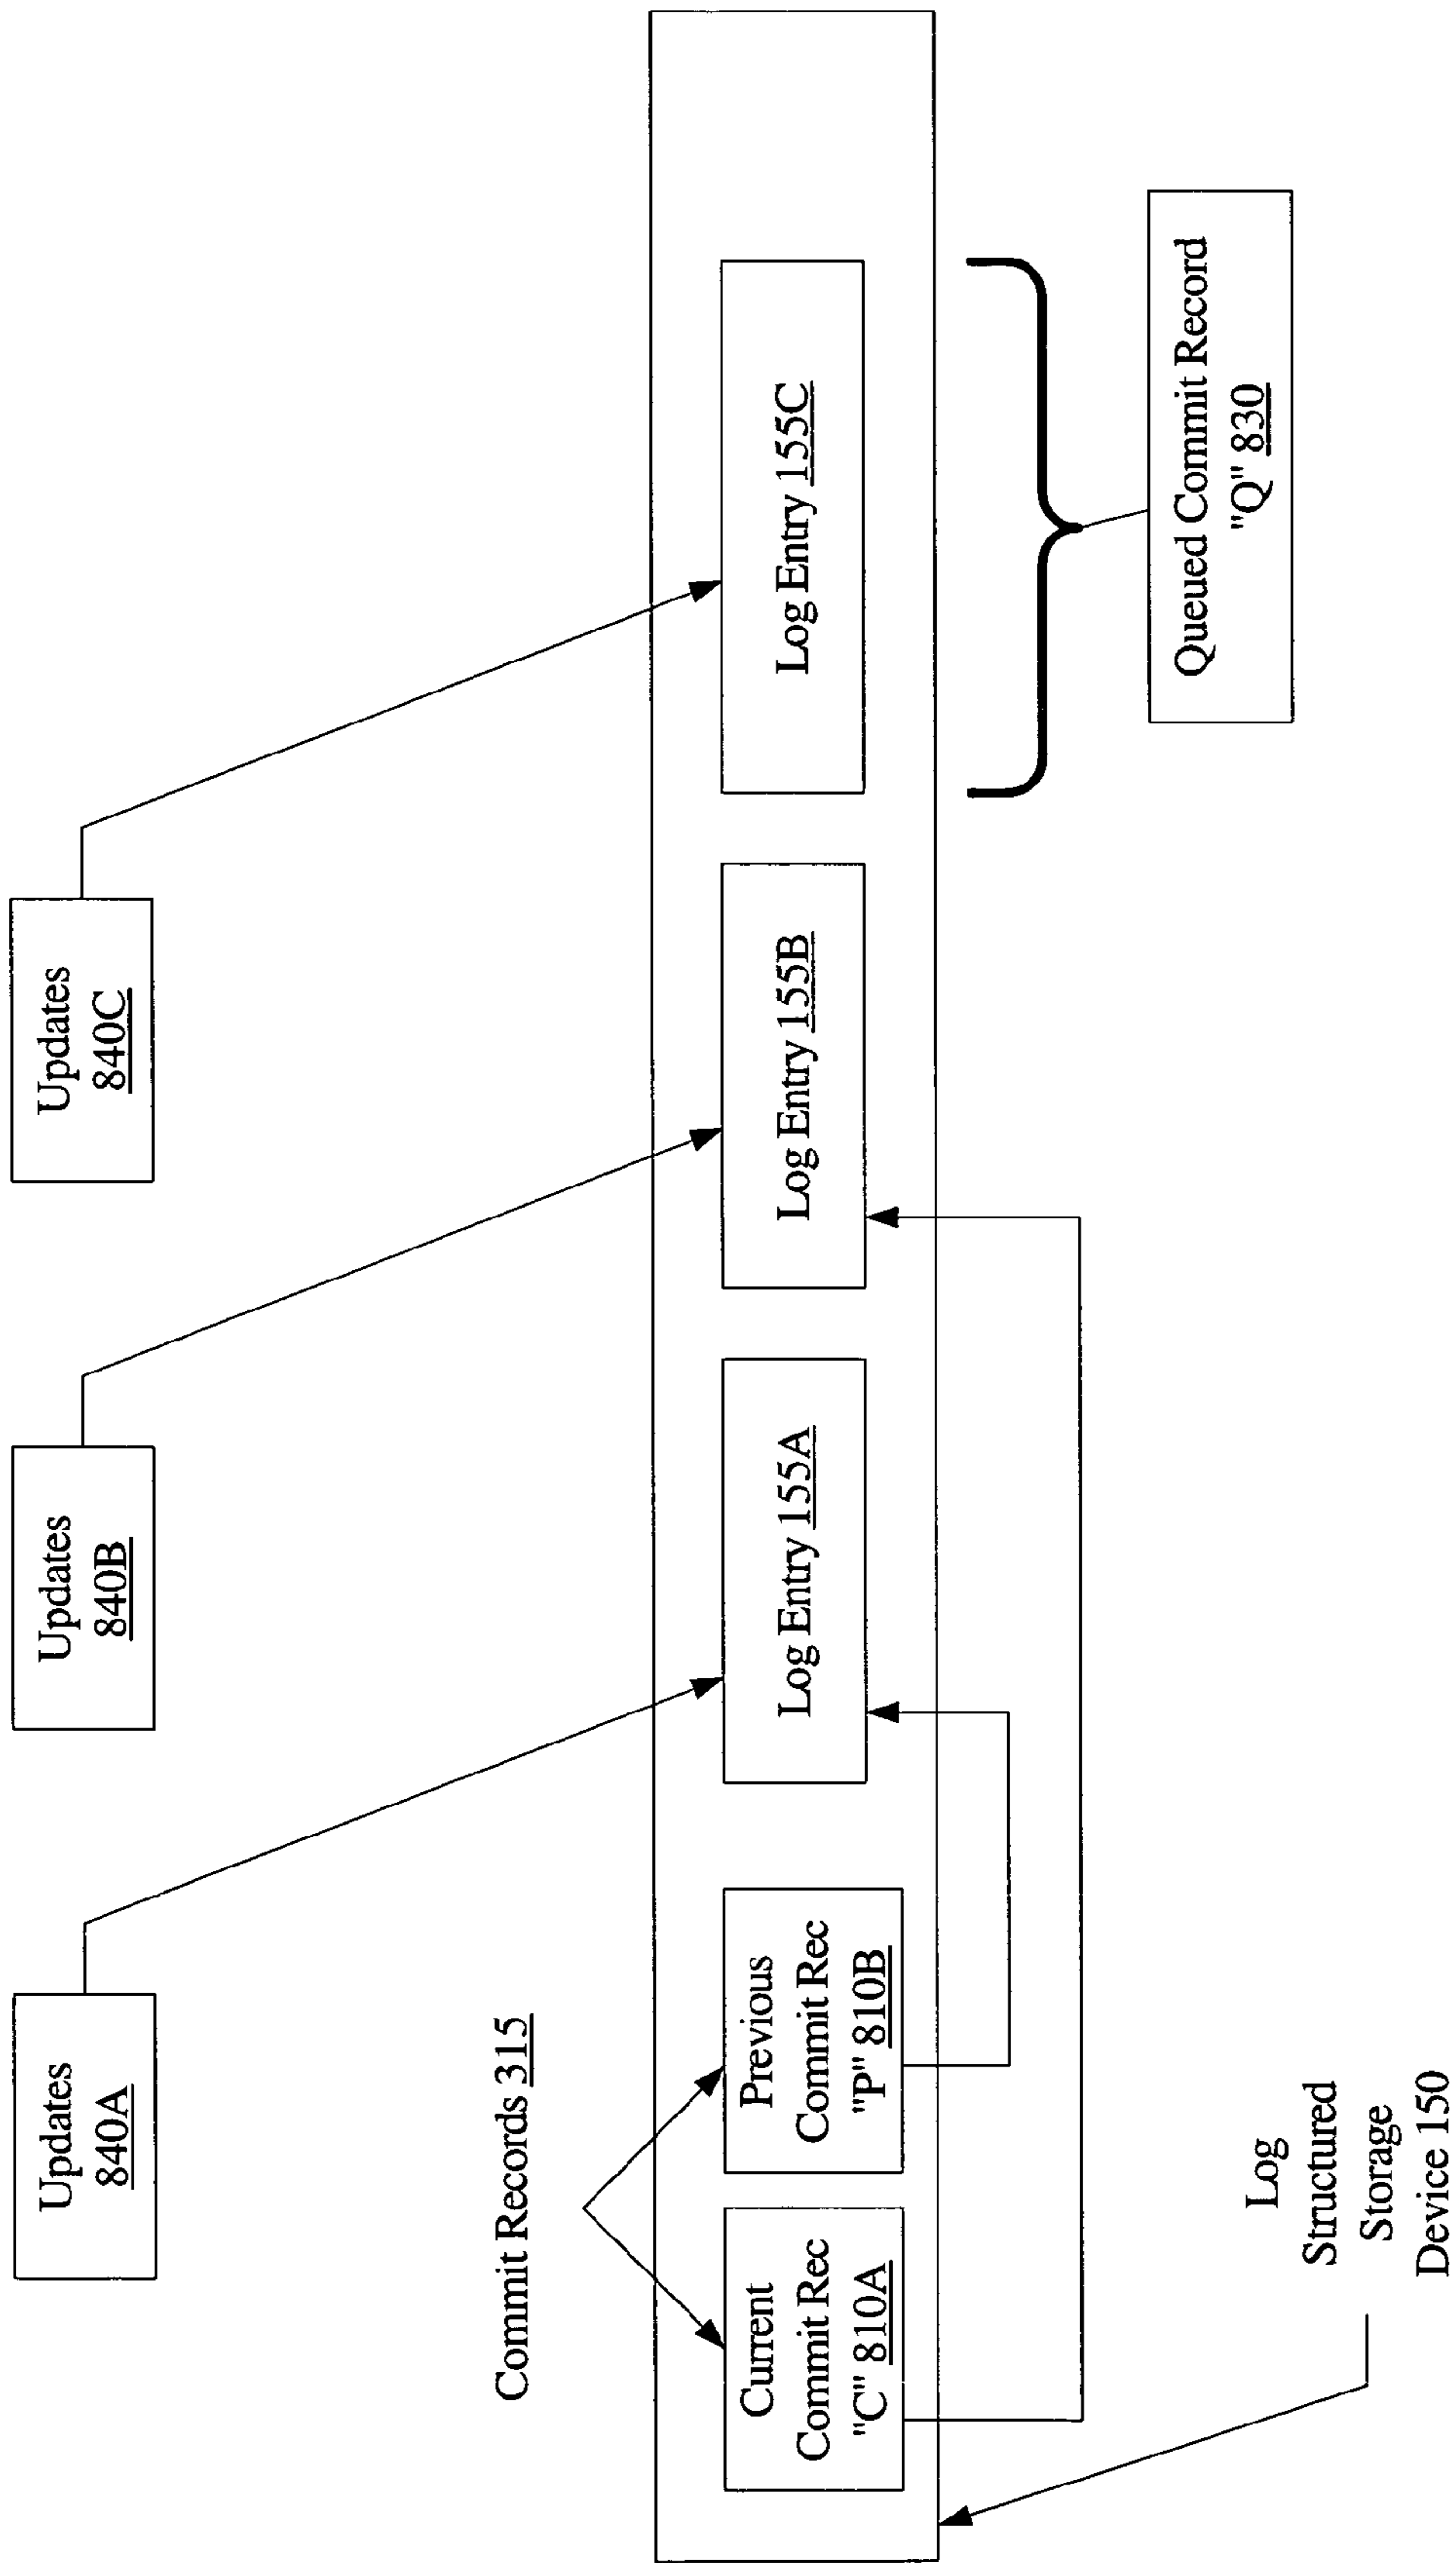 Updates
840A
Updates
840B
Updates
840C
Commit Records 315
Current
Commit Rec
"C" 810A
Previous
Commit Rec
"P" 810B
Log Entry 155A
Log Entry 155B
Log Entry 155C
Log
Structured
Storage
Device 150
Queued Commit Record
"Q" 830